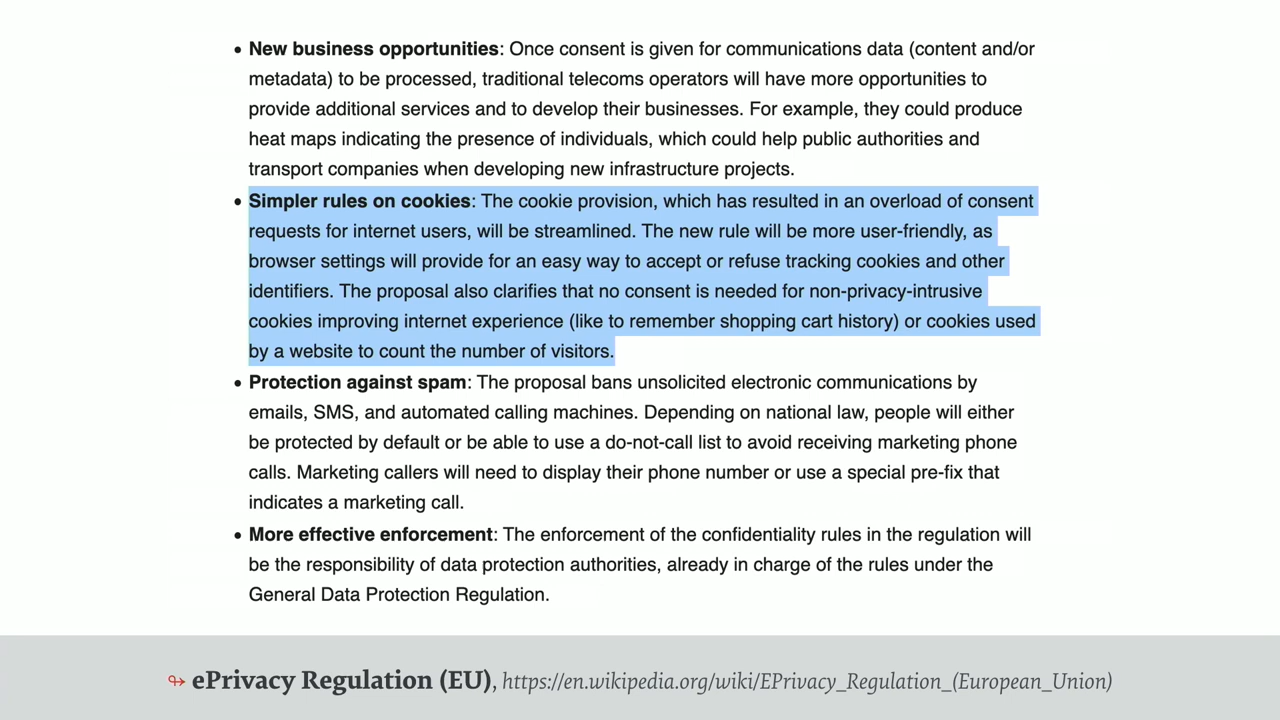 • New business opportunities: Once consent is given for communications data (content and/or
metadata) to be processed, traditional telecoms operators will have more opportunities to
provide additional services and to develop their businesses. For example, they could produce
heat maps indicating the presence of individuals, which could help public authorities and
transport companies when developing new infrastructure projects.
• Simpler rules on cookies: The cookie provision, which has resulted in an overload of consent
requests for internet users, will be streamlined. The new rule will be more user-friendly, as
browser settings will provide for an easy way to accept or refuse tracking cookies and other
identifiers. The proposal also clarifies that no consent is needed for non-privacy-intrusive
cookies improving internet experience (like to remember shopping cart history) or cookies used
by a website to count the number of visitors.
• Protection against spam: The proposal bans unsolicited electronic communications by
emails, SMS, and automated calling machines. Depending on national law, people will either
be protected by default or be able to use a do-not-call list to avoid receiving marketing phone
calls. Marketing callers will need to display their phone number or use a special pre-fix that
indicates a marketing call.
• More effective enforcement: The enforcement of the confidentiality rules in the regulation will
be the responsibility of data protection authorities, already in charge of the rules under the
General Data Protection Regulation.
↬ ePrivacy Regulation (EU), https://en.wikipedia.org/wiki/EPrivacy_Regulation_(European_Union)